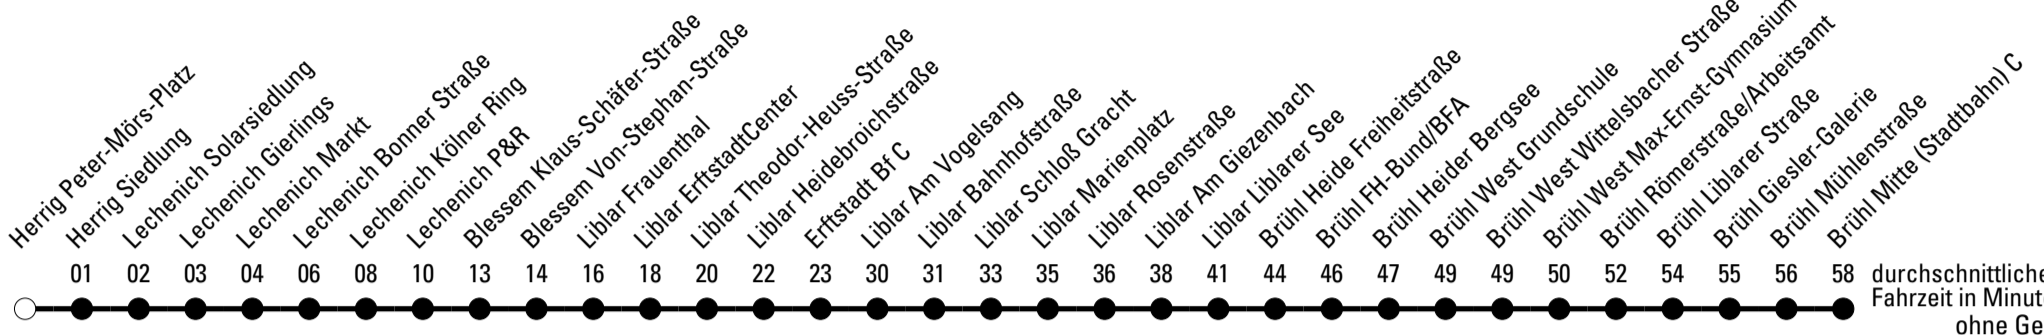 Herrig Peter-Mörs-Platz
Herrig Siedlung
Lechenich Solarsiedlung
Lechenich Gierlings
Lechenich Markt
Lechenich Bonner Straße
Lechenich Kölner Ring
Lechenich P&R
Blessem Klaus-Schäfer-Straße
Blessem Von-Stephan-Straße
Liblar Frauenthal
Liblar ErftstadtCenter
Liblar Theodor-Heuss-Straße
Liblar Heidebroichstraße
Erftstadt Bf C
Liblar Am Vogelsang
Liblar Bahnhofstraße
Liblar Schloß Gracht
Liblar Marienplatz
Liblar Rosenstraße
Liblar Am Giezenbach
Liblar Liblarer See
Brühl Heide Freiheitstraße
Brühl FH-Bund/BFA
Brühl Heider Bergsee
Brühl West Grundschule
Brühl West Wittelsbacher Straße
Brühl West Max-Ernst-Gymnasium
Brühl Römerstraße/Arbeitsamt
Brühl Liblarer Straße
Brühl Giesler-Galerie
Brühl Mühlenstraße
Brühl Mitte (Stadtbahn) C
01 02 03 04 06 08 10 13 14 16 18 20 22 23 30 31 33 35 36 38 41 44 46 47 49 49 50 52 54 55 56 58
durchschnittliche
Fahrzeit in Minut
ohne Ge